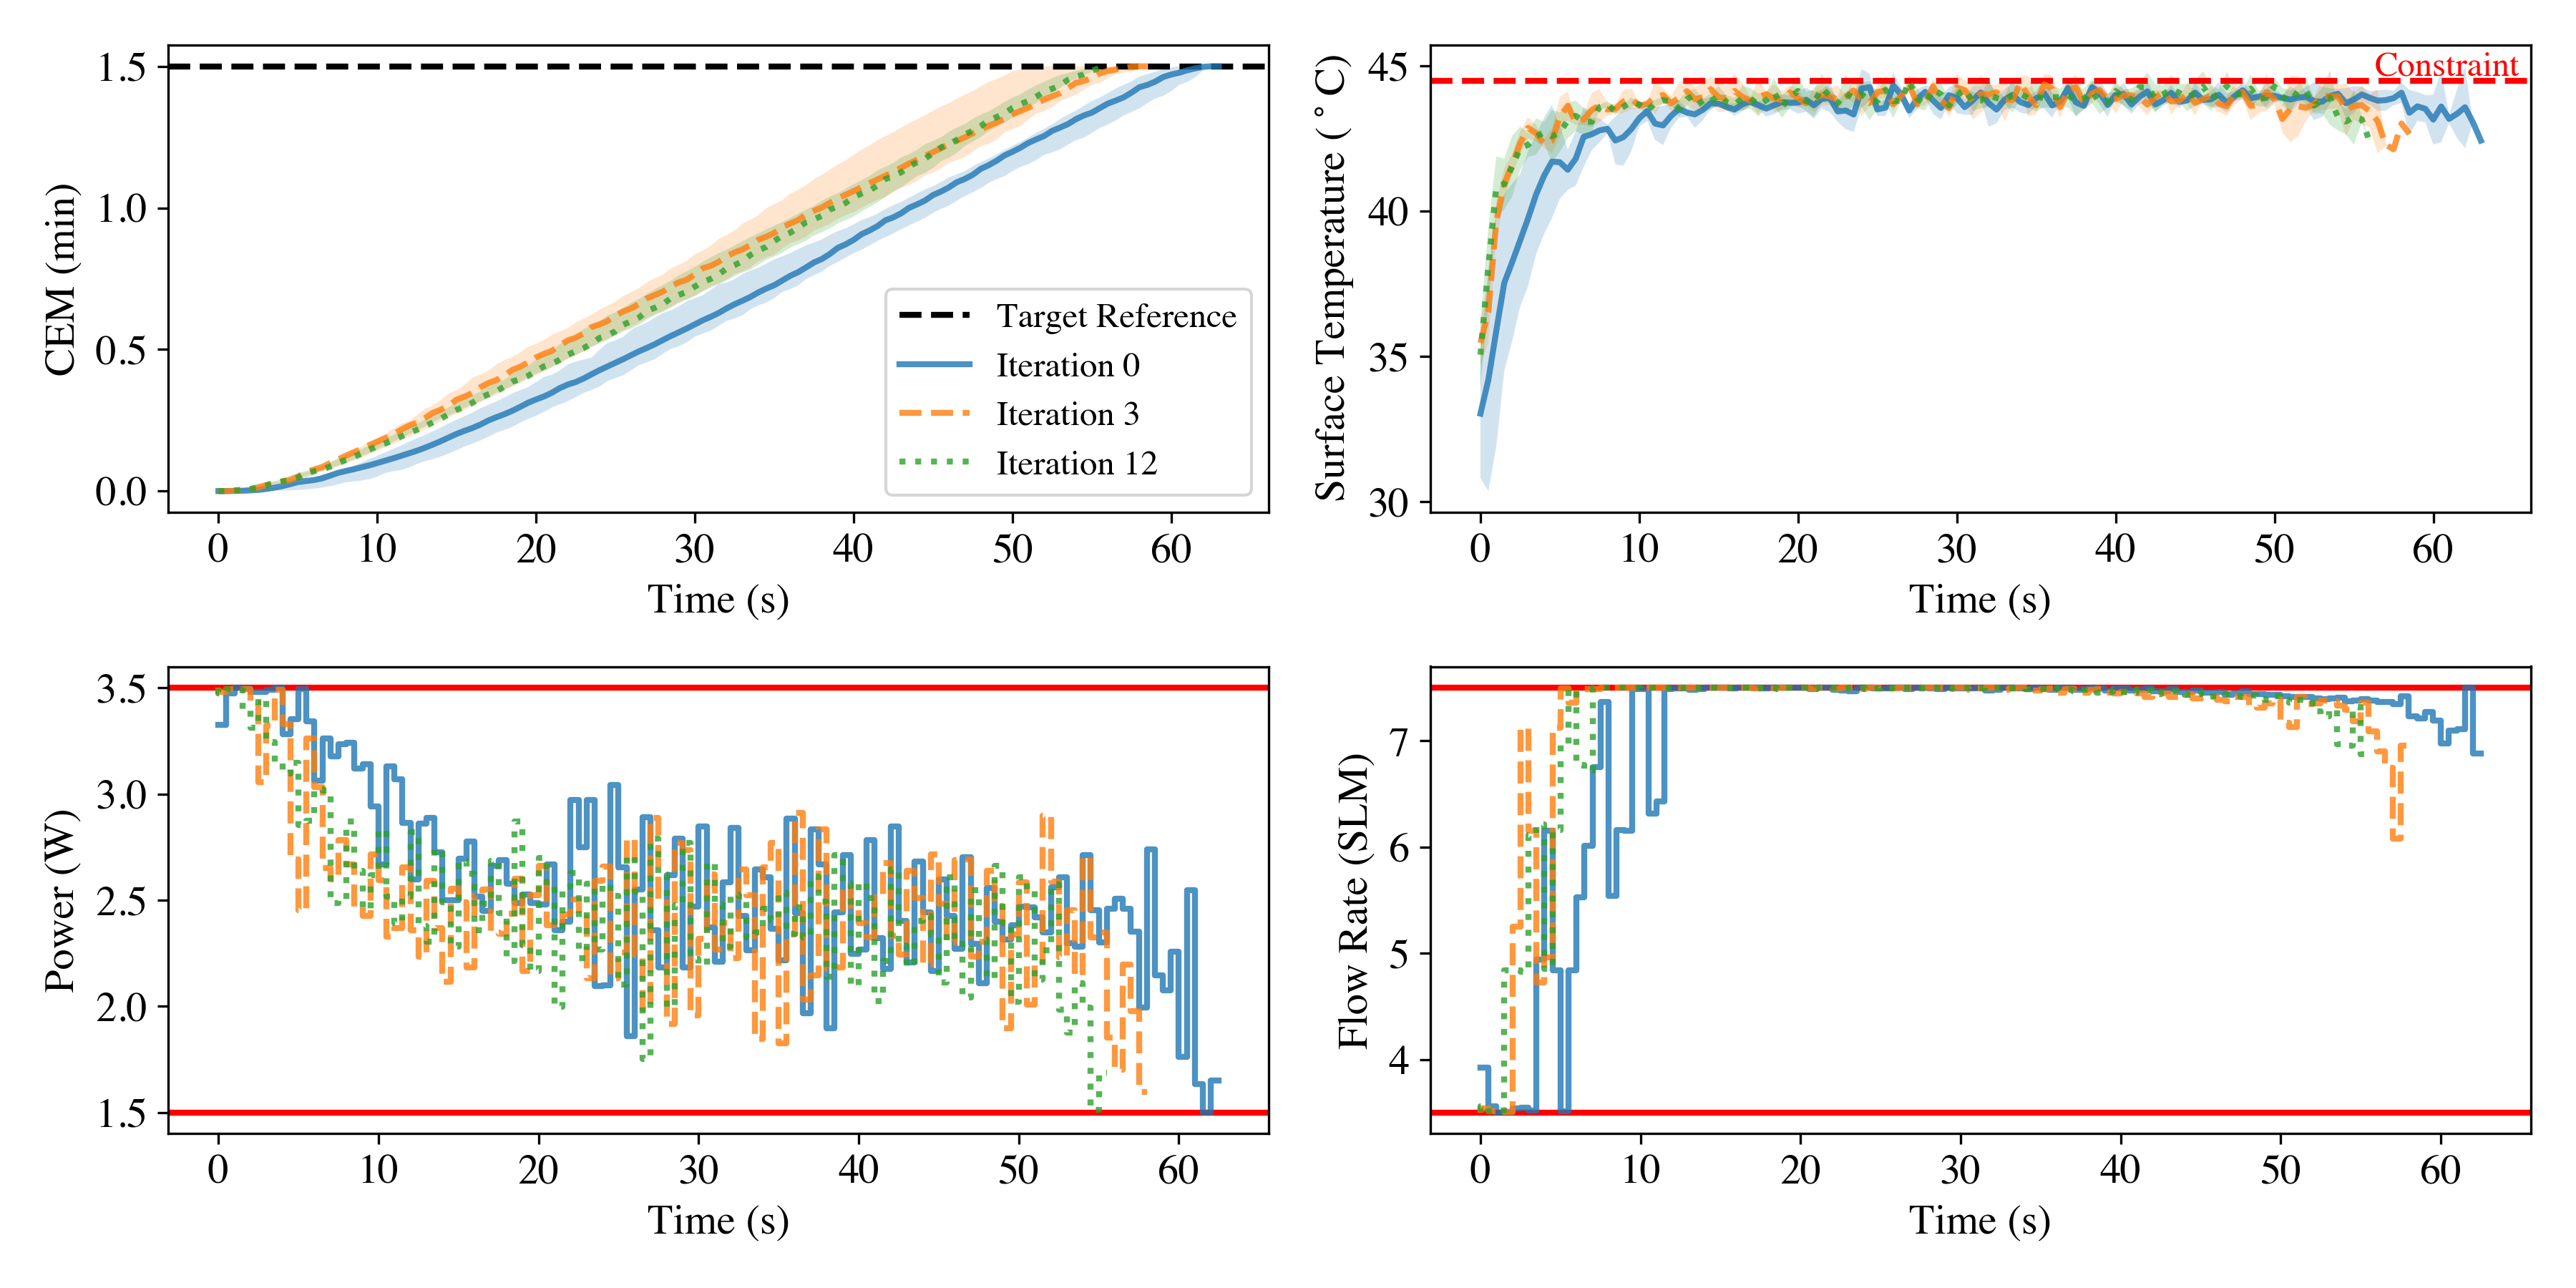 CEM (min)
1.5
1.0
0.5
0.0
Target Reference
Iteration 0
Iteration 3
Iteration 12
0 10 20 30 40 50 60
Time (s)
Surface Temperature (°C)
45
40
35
30
Constraint
0 10 20 30 40 50 60
Time (s)
Power (W)
3.5
3.0
2.5
2.0
1.5
0 10 20 30 40 50 60
Time (s)
Flow Rate (SLM)
7
6
5
4
0 10 20 30 40 50 60
Time (s)